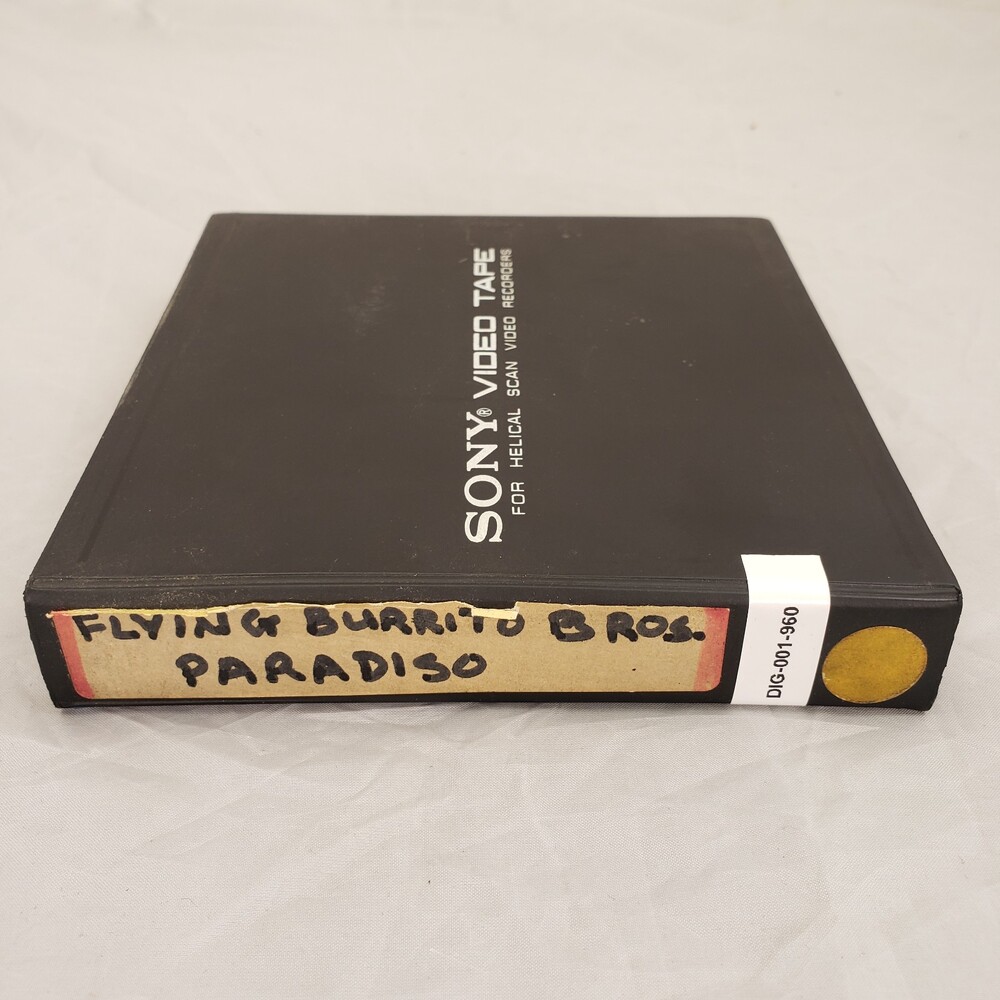 SONY® VIDEO TAPE
FOR HELICAL SCAN VIDEO RECORDERS
FLYING BURRITO BROS.
PARADISO
DIG-001-960